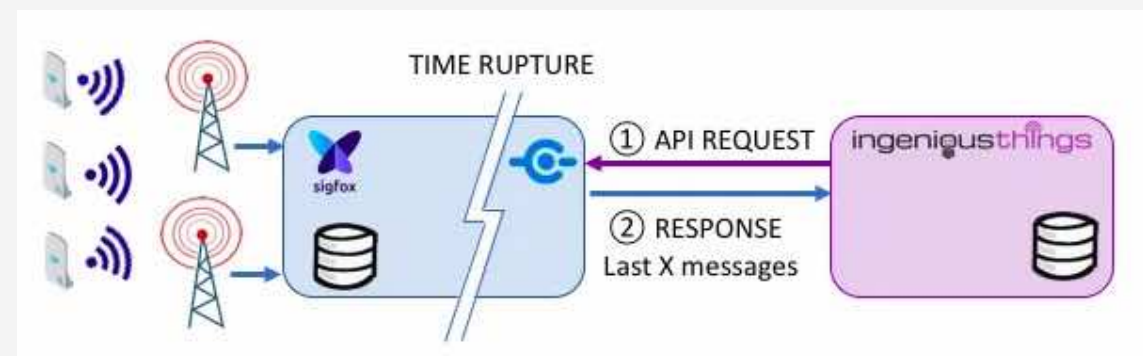 TIME RUPTURE
sigfox
① API REQUEST
ingeniousthings
② RESPONSE
Last X messages